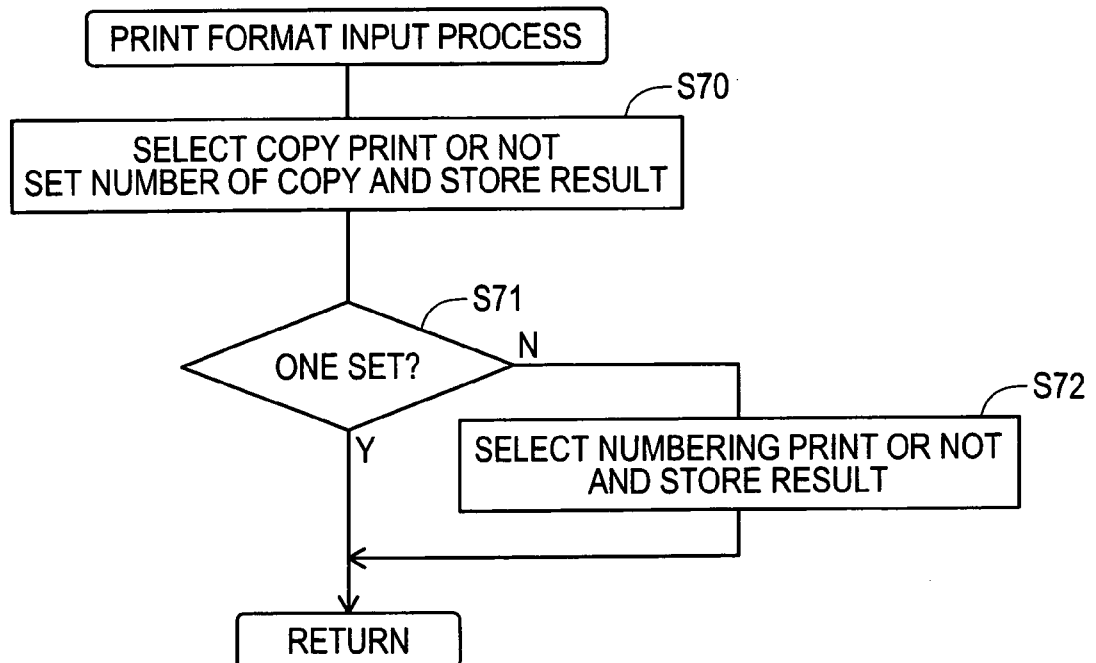 PRINT FORMAT INPUT PROCESS
S70
SELECT COPY PRINT OR NOT
SET NUMBER OF COPY AND STORE RESULT
S71
ONE SET?
N
Y
S72
SELECT NUMBERING PRINT OR NOT
AND STORE RESULT
RETURN